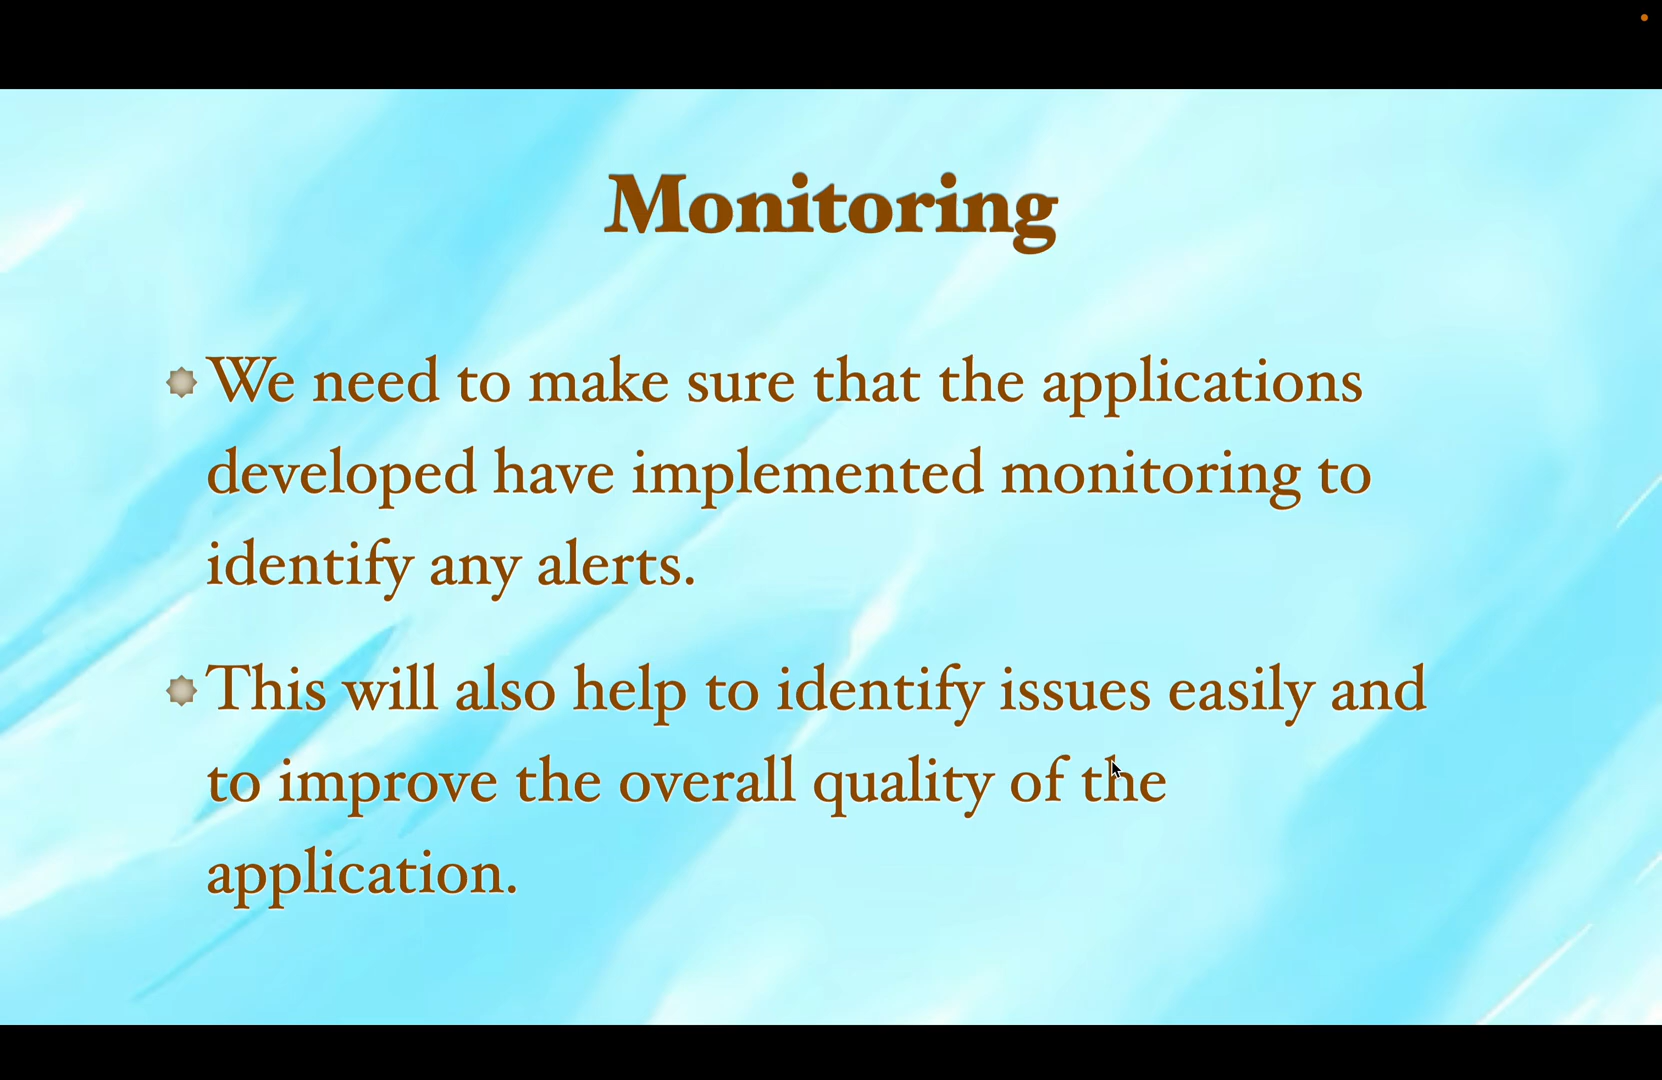 Monitoring
We need to make sure that the applications
developed have implemented monitoring to
identify any alerts.
This will also help to identify issues easily and
to improve the overall quality of the
application.